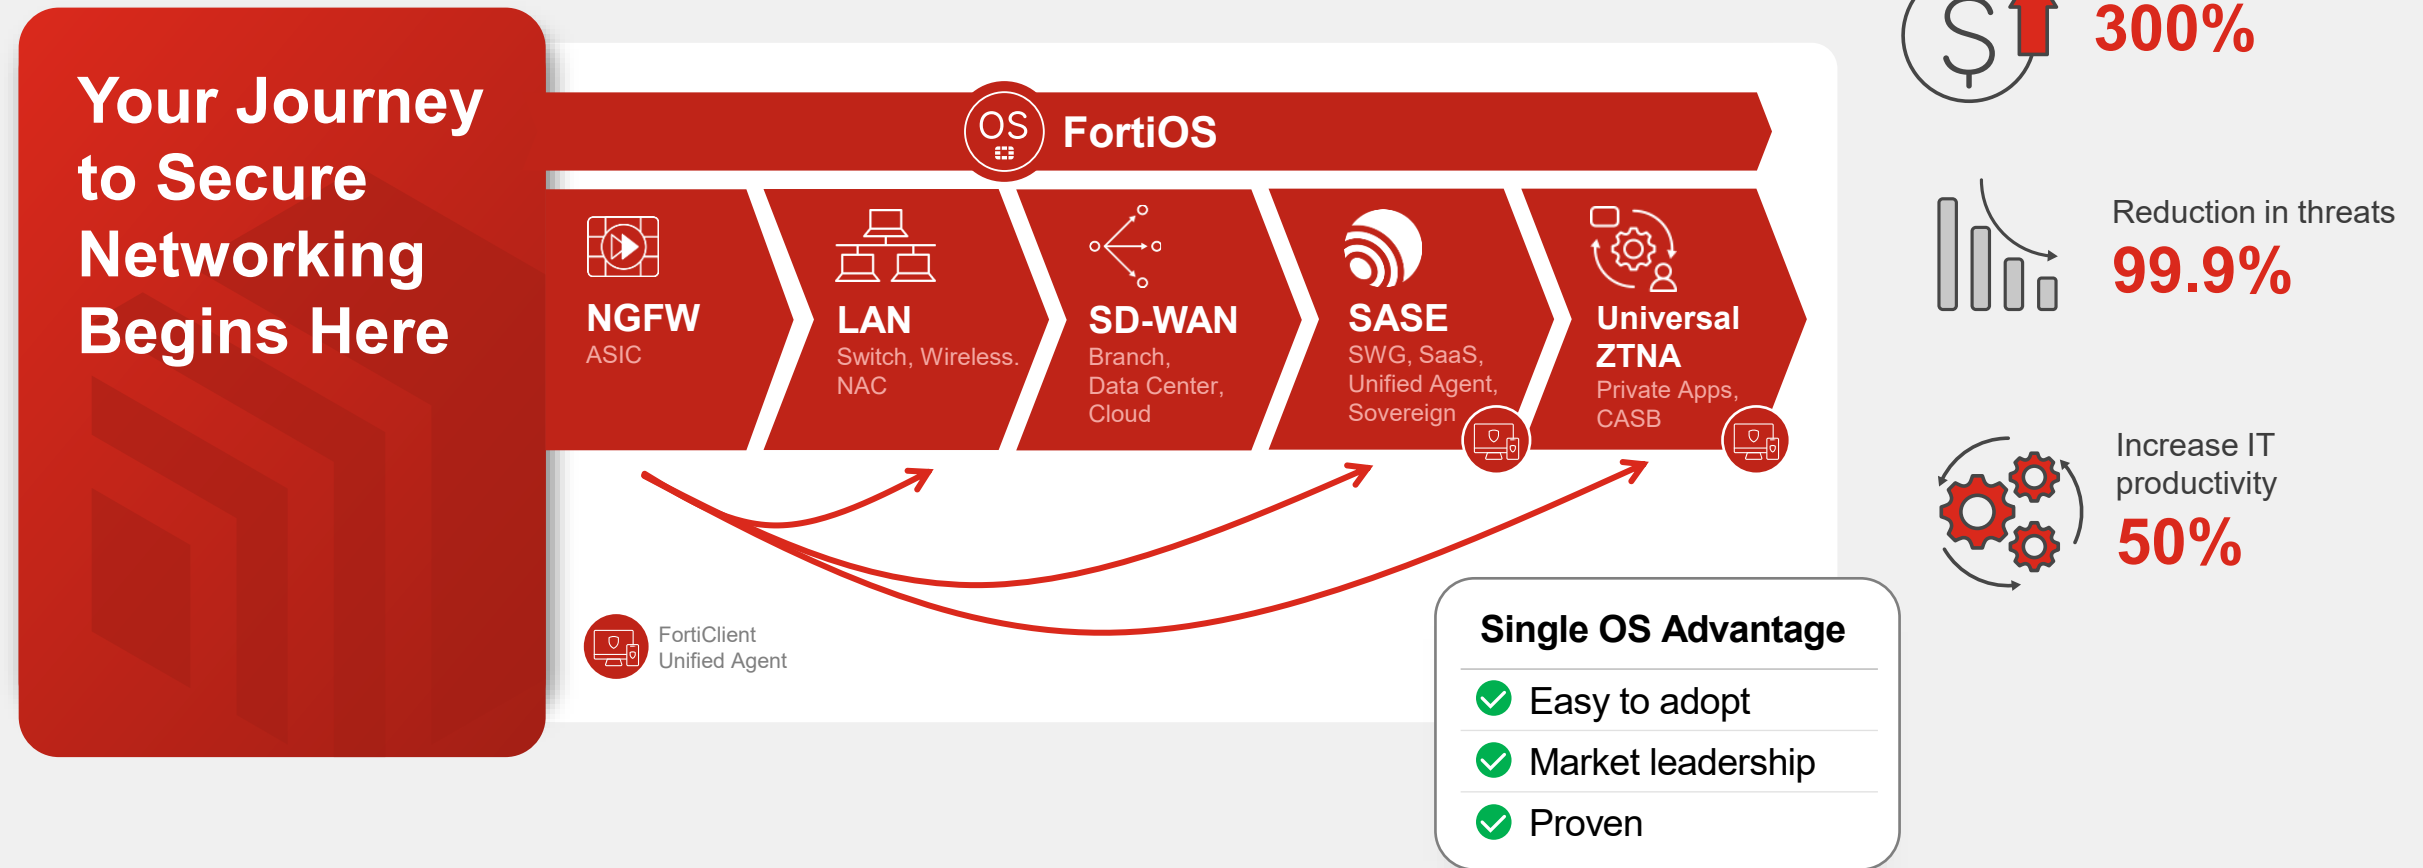 Your Journey
to Secure
Networking
Begins Here
OS
FortiOS
NGFW
ASIC
LAN
Switch, Wireless.
NAC
SD-WAN
Branch,
Data Center,
Cloud
SASE
SWG, SaaS,
Unified Agent,
Sovereign
Universal
ZTNA
Private Apps,
CASB
FortiClient
Unified Agent
Single OS Advantage
Easy to adopt
Market leadership
Proven
300%
Reduction in threats
99.9%
Increase IT
productivity
50%